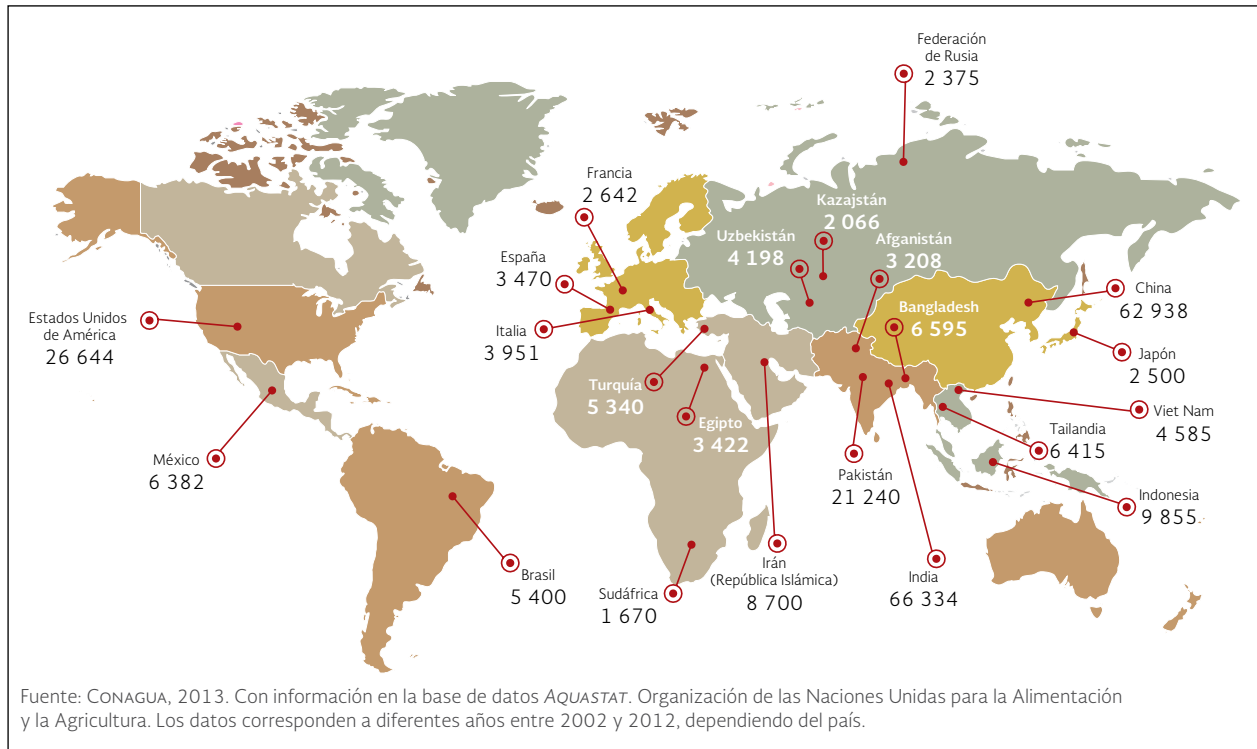 Federación
de Rusia
2 375
Francia
2 642
Kazajstán
2 066
Uzbekistán
4 198
Afganistán
3 208
España
3 470
Bangladesh
6 595
China
62 938
Estados Unidos
de América
26 644
Italia
3 951
Japón
2 500
Turquía
5 340
Egipto
3 422
Viet Nam
4 585
Tailandia
6 415
México
6 382
Pakistán
21 240
Indonesia
9 855
Brasil
5 400
Sudáfrica
1 670
Irán
(República Islámica)
8 700
India
66 334
Fuente: CONAGUA, 2013. Con información en la base de datos AQUASTAT. Organización de las Naciones Unidas para la Alimentación
y la Agricultura. Los datos corresponden a diferentes años entre 2002 y 2012, dependiendo del país.